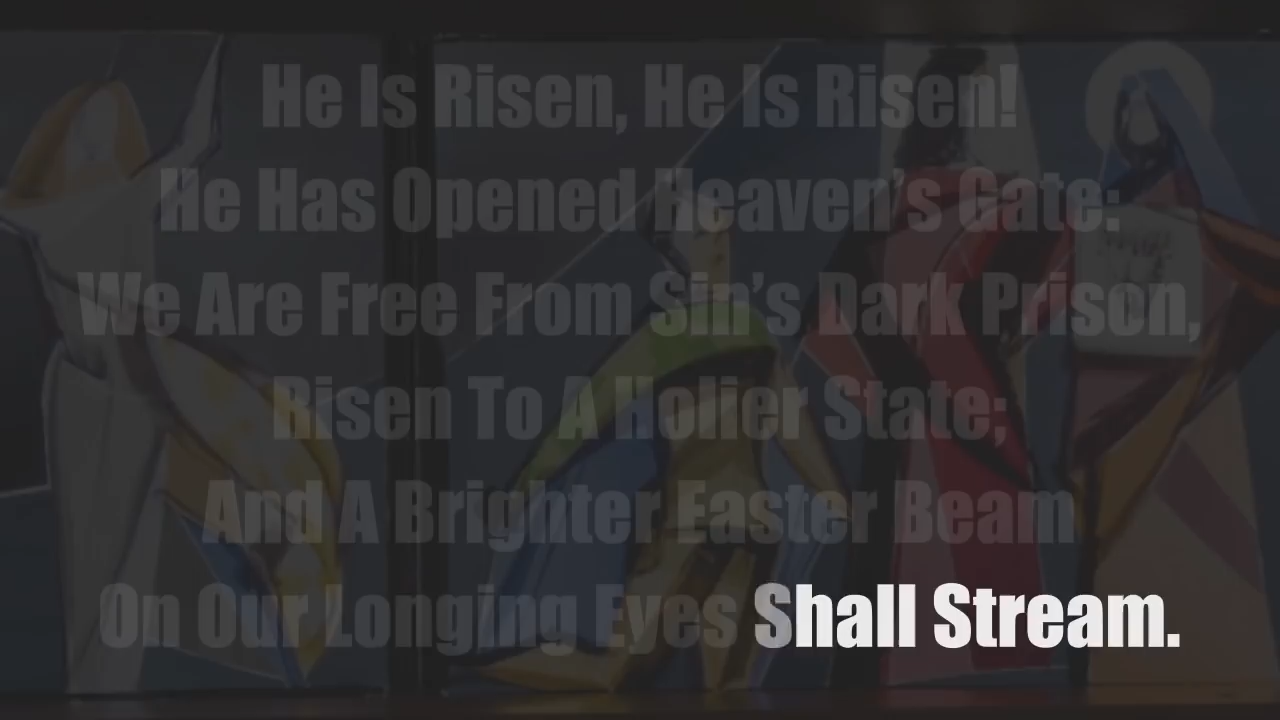 He Is Risen, He Is Risen!
He Has Opened Heaven's Gate:
We Are Free From Sin's Dark Prison,
Risen To A Holier State;
And A Brighter Easter Beam
On Our Longing Eyes Shall Stream.